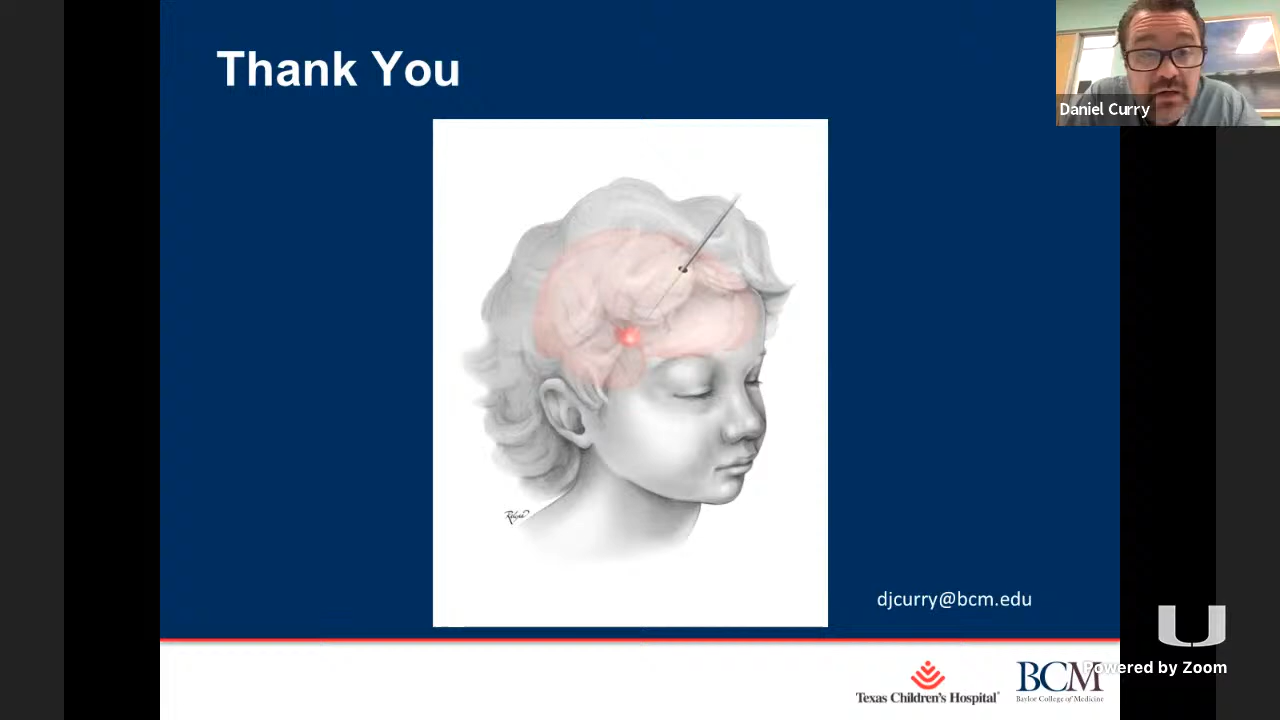 Thank You
Daniel Curry
djcurry@bcm.edu
Texas Children's Hospital®
BCM
Baylor College of Medicine
U
Powered by Zoom